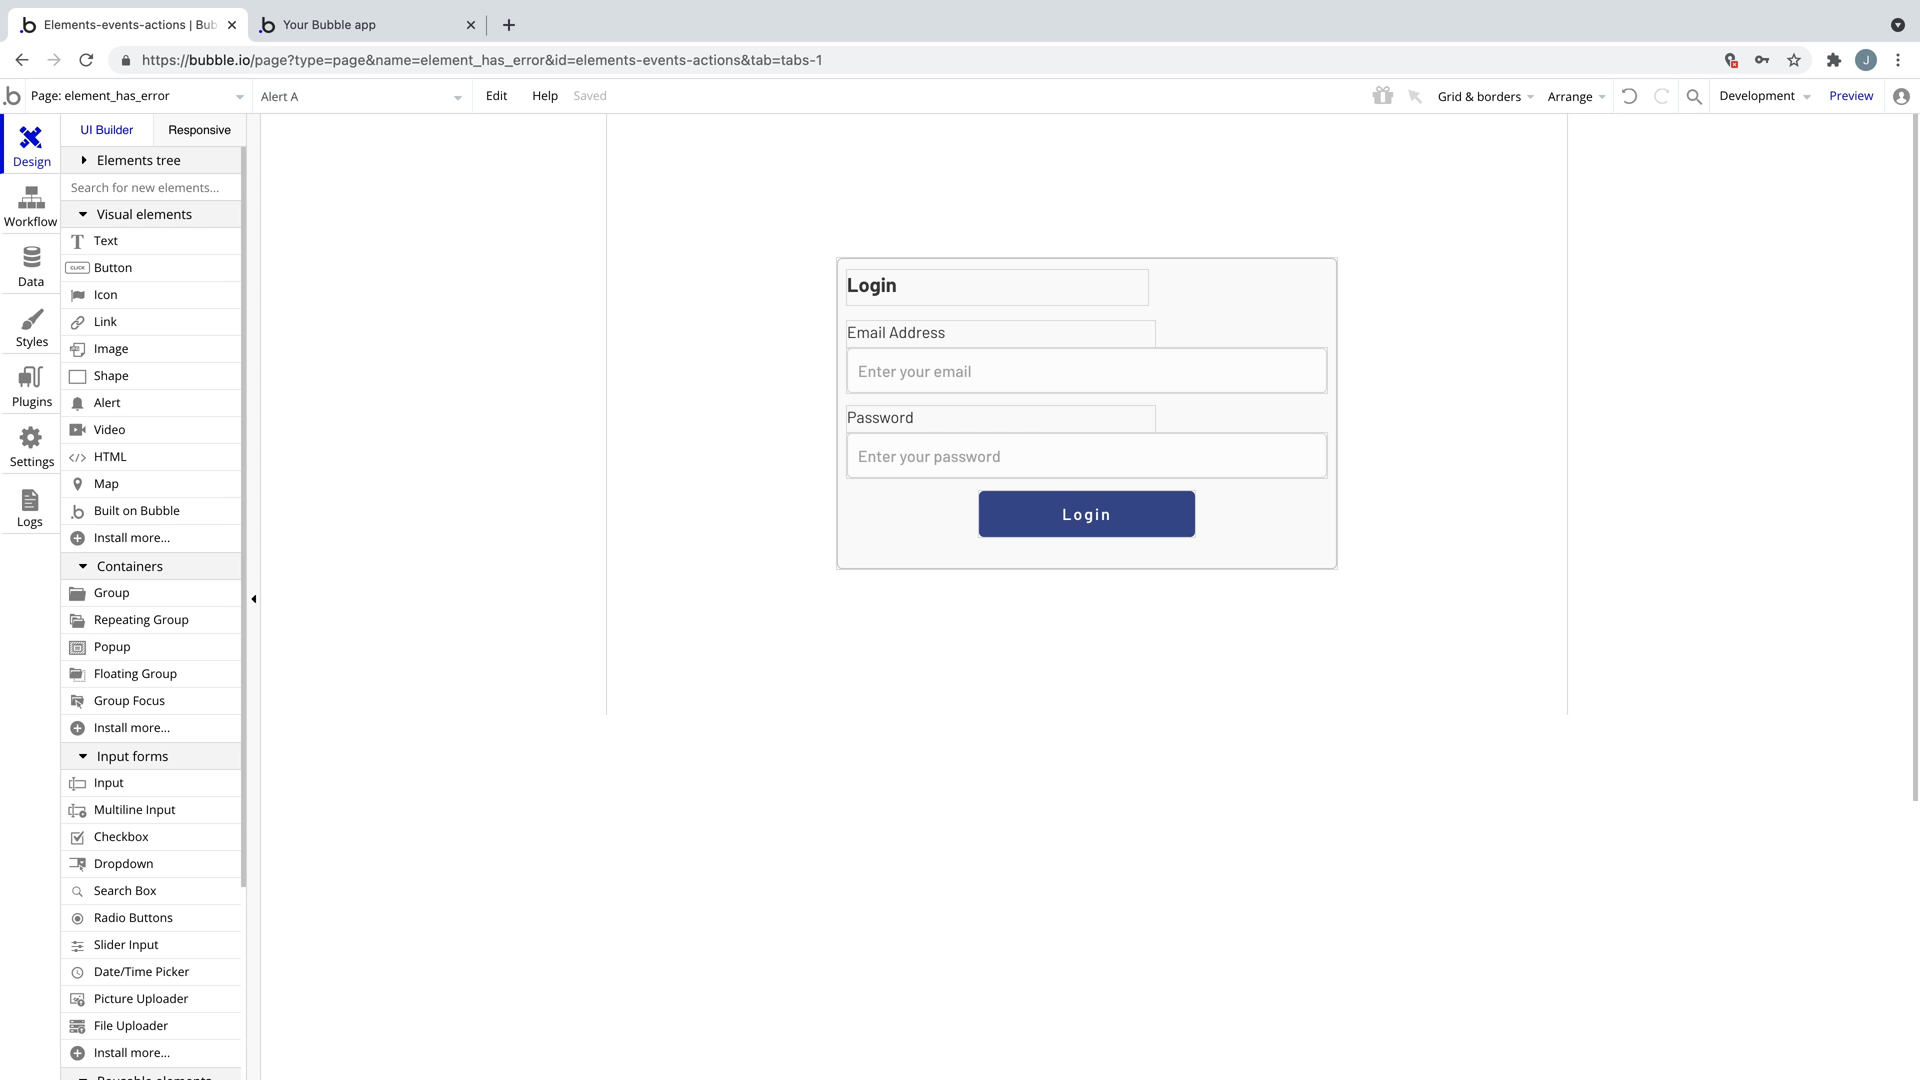 Elements-events-actions | Bub
Your Bubble app
https://bubble.io/page?type=page&name=element_has_error&id=elements-events-actions&tab=tabs-1
J
Page: element_has_error
Alert A
Edit
Help
Saved
Grid & borders
Arrange
Development
Preview
Design
Workflow
Data
Styles
Plugins
Settings
Logs
UI Builder
Responsive
Elements tree
Search for new elements...
Visual elements
Text
CLICK
Button
Icon
Link
Image
Shape
Alert
Video
HTML
Map
Built on Bubble
Install more...
Containers
Group
Repeating Group
Popup
Floating Group
Group Focus
Install more...
Input forms
Input
Multiline Input
Checkbox
Dropdown
Search Box
Radio Buttons
Slider Input
Date/Time Picker
Picture Uploader
File Uploader
Install more...
Reusable elements
Login
Email Address
Enter your email
Password
Enter your password
Login